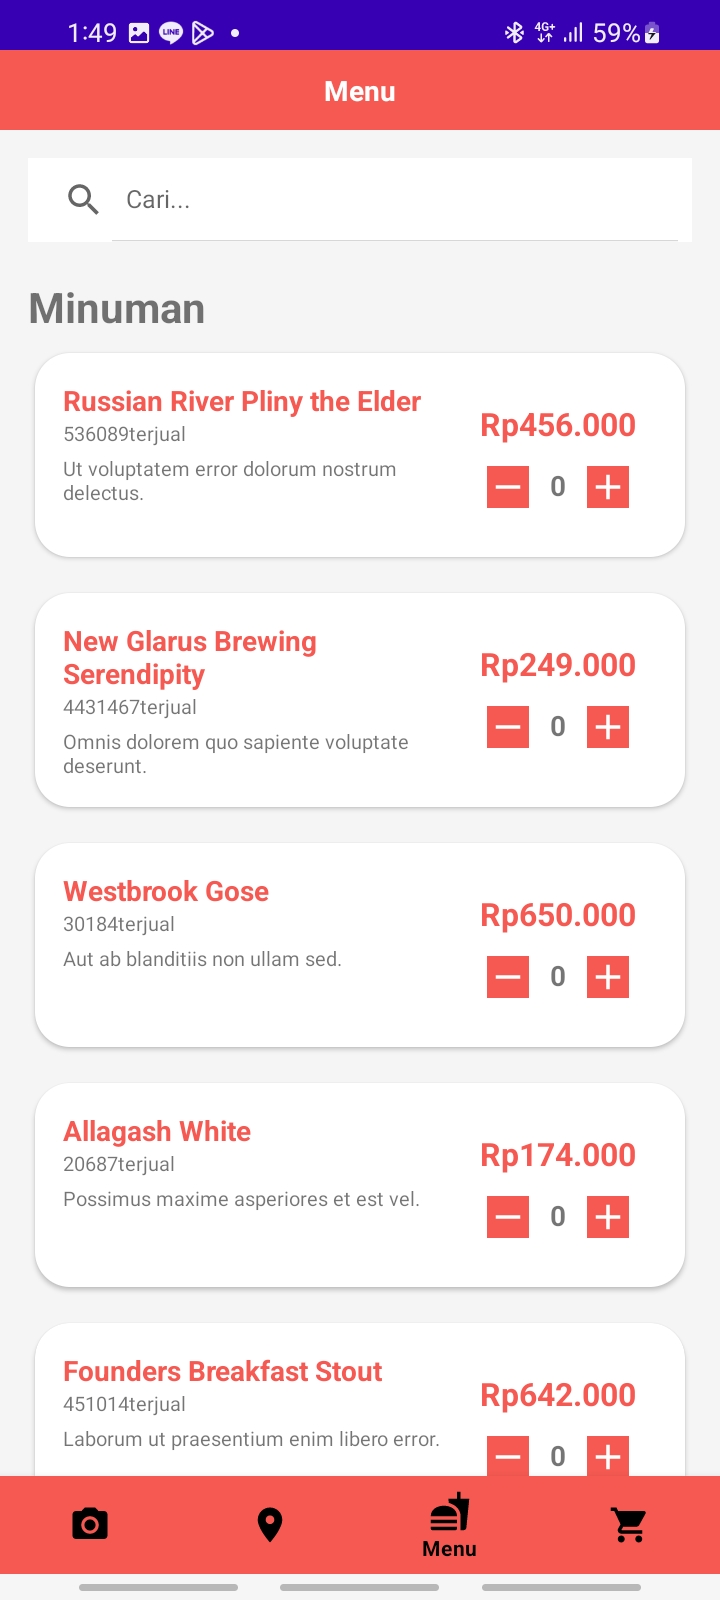 1:49
LINE
4G+
59%
Menu
Cari...
Minuman
Russian River Pliny the Elder
536089terjual
Ut voluptatem error dolorum nostrum
delectus.
Rp456.000
0
New Glarus Brewing
Serendipity
4431467terjual
Omnis dolorem quo sapiente voluptate
deserunt.
Rp249.000
0
Westbrook Gose
30184terjual
Aut ab blanditiis non ullam sed.
Rp650.000
0
Allagash White
20687terjual
Possimus maxime asperiores et est vel.
Rp174.000
0
Founders Breakfast Stout
451014terjual
Laborum ut praesentium enim libero error.
Rp642.000
0
Menu